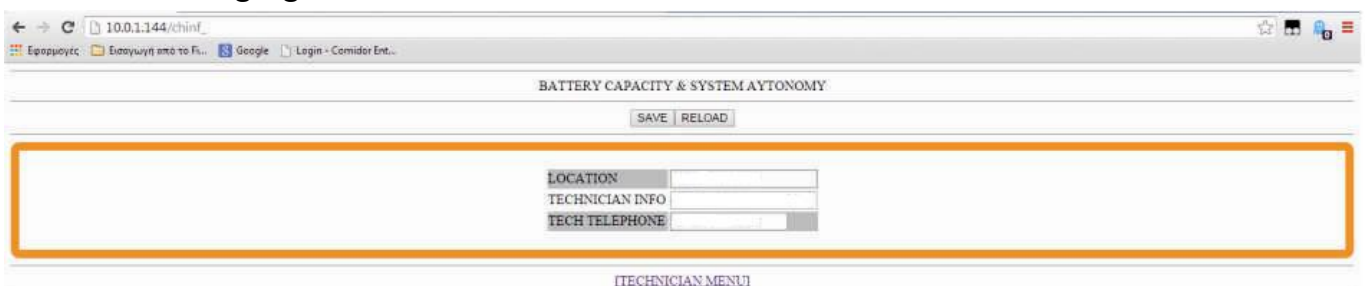 10.0.1.144/chinf_
Εφαρμογές Εισαγωγή από το Fi... Google Login - Comidor Ent...
BATTERY CAPACITY & SYSTEM AYTONOMY
SAVE RELOAD
LOCATION
TECHNICIAN INFO
TECH TELEPHONE
[TECHNICIAN MENU]